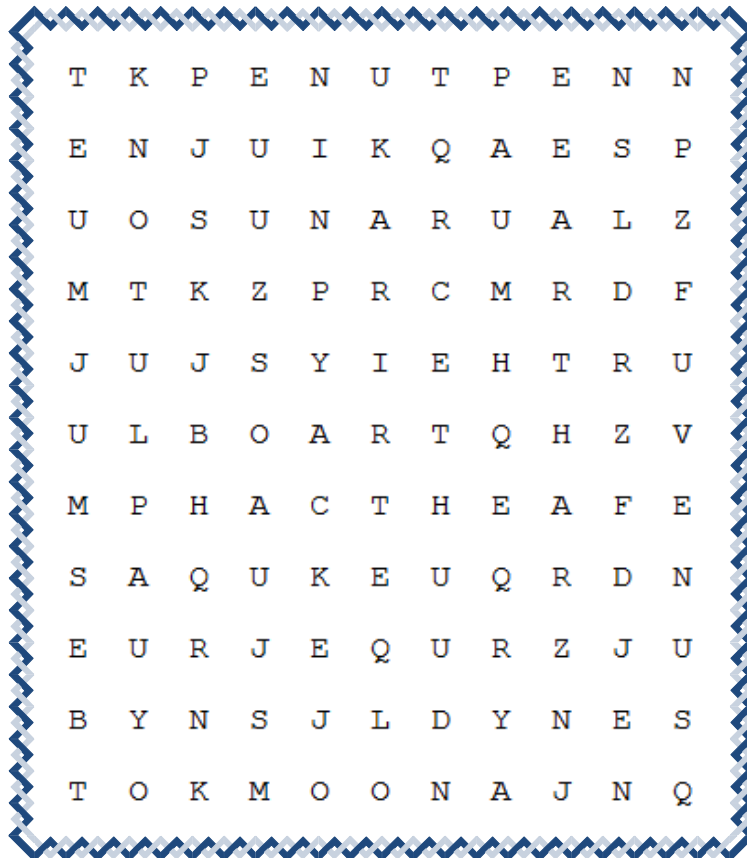 T K P E N U T P E N N
E N J U I K Q A E S P
U O S U N A R U A L Z
M T K Z P R C M R D F
J U J S Y I E H T R U
U L B O A R T Q H Z V
M P H A C T H E A F E
S A Q U K E U Q R D N
E U R J E Q U R Z J U
B Y N S J L D Y N E S
T O K M O O N A J N Q